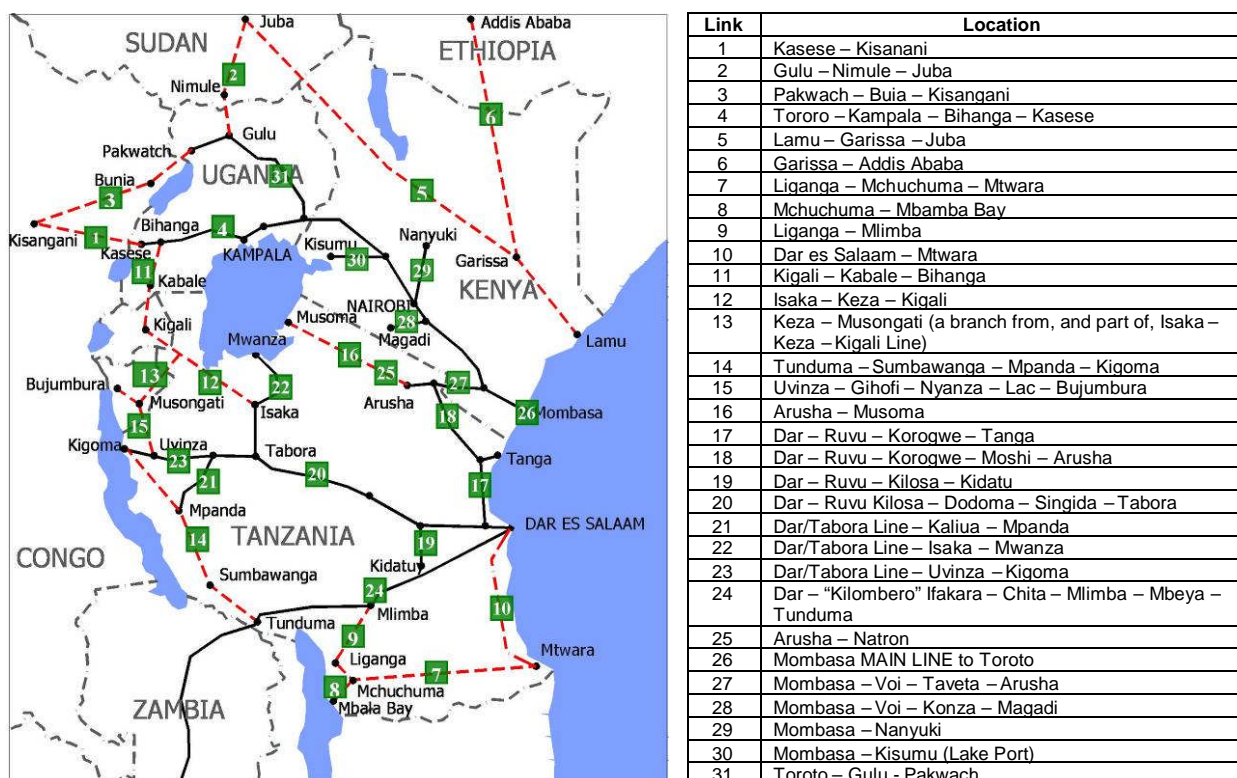 Juba
Addis Ababa
SUDAN
ETHIOPIA
2
Nimule
6
Gulu
Pakwatch
Bunia
UGANDA
31
3
5
Bihanga
4
Kisumu
Nanyuki
Kisangani
1
Kasese
KAMPALA
30
29
Garissa
11
Kabale
KENYA
NAIROBI
Musoma
28
Kigali
Magadi
Lamu
Mwanza
16
13
12
22
25
27
Bujumbura
Arusha
26
Mombasa
Musongati
Isaka
18
15
Kigoma
Uvinza
Tabora
Tanga
23
20
21
17
Mpanda
TANZANIA
DAR ES SALAAM
14
19
CONGO
Kidatu
Sumbawanga
24
10
Mlimba
Tunduma
9
Mtwara
Liganga
7
8
Mchuchuma
ZAMBIA
Mbala Bay
Link Location
1 Kasese – Kisanani
2 Gulu – Nimule – Juba
3 Pakwach – Buia – Kisangani
4 Tororo – Kampala – Bihanga – Kasese
5 Lamu – Garissa – Juba
6 Garissa – Addis Ababa
7 Liganga – Mchuchuma – Mtwara
8 Mchuchuma – Mbamba Bay
9 Liganga – Mlimba
10 Dar es Salaam – Mtwara
11 Kigali – Kabale – Bihanga
12 Isaka – Keza – Kigali
13 Keza – Musongati (a branch from, and part of, Isaka –
Keza – Kigali Line)
14 Tunduma – Sumbawanga – Mpanda – Kigoma
15 Uvinza – Gihofi – Nyanza – Lac – Bujumbura
16 Arusha – Musoma
17 Dar – Ruvu – Korogwe – Tanga
18 Dar – Ruvu – Korogwe – Moshi – Arusha
19 Dar – Ruvu – Kilosa – Kidatu
20 Dar – Ruvu Kilosa – Dodoma – Singida – Tabora
21 Dar/Tabora Line – Kaliua – Mpanda
22 Dar/Tabora Line – Isaka – Mwanza
23 Dar/Tabora Line – Uvinza – Kigoma
24 Dar – “Kilombero” Ifakara – Chita – Mlimba – Mbeya –
Tunduma
25 Arusha – Natron
26 Mombasa MAIN LINE to Toroto
27 Mombasa – Voi – Taveta – Arusha
28 Mombasa – Voi – Konza – Magadi
29 Mombasa – Nanyuki
30 Mombasa – Kisumu (Lake Port)
31 Toroto – Gulu - Pakwach